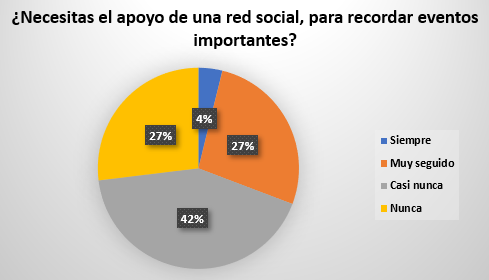 ¿Necesitas el apoyo de una red social, para recordar eventos
importantes?
4%
27%
27%
42%
Siempre
Muy seguido
Casi nunca
Nunca